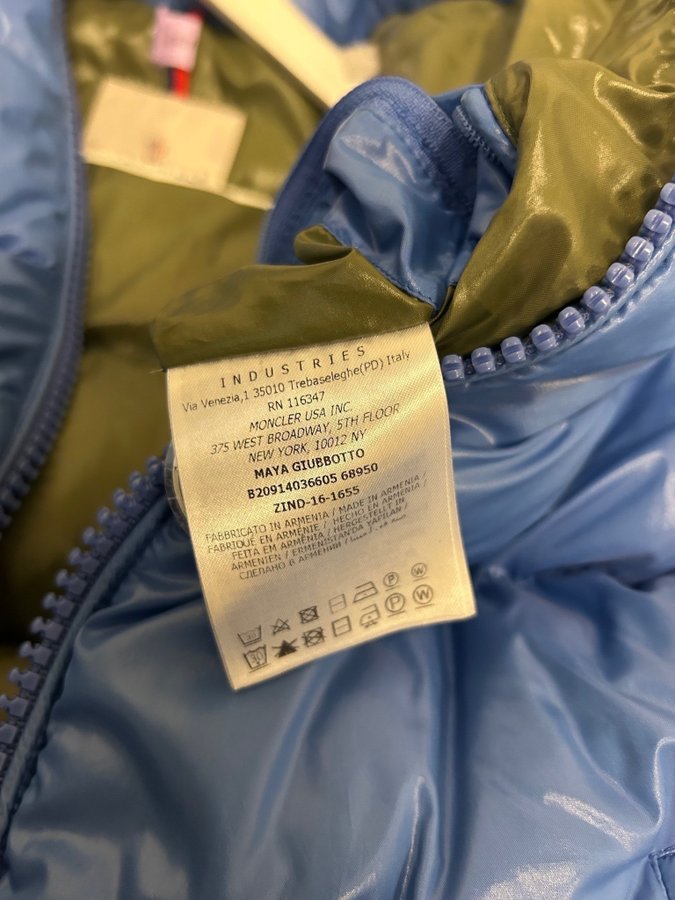 INDUSTRIES
Via Venezia,1 35010 Trebaseleghe(PD) Italy
RN 116347
MONCLER USA INC.
375 WEST BROADWAY, 5TH FLOOR
NEW YORK, 10012 NY
MAYA GIUBBOTTO
B20914036605 68950
ZIND-16-1655
FABBRICATO IN ARMENIA / MADE IN ARMENIA /
FABRIQUÉ EN ARMÉNIE / HECHO EN ARMENIA /
FEITA EM ARMÉNIA / HERGESTELLT IN
ARMENIEN / ERMENISTANDA YAPILAN /
СДЕЛАНО В АРМЕНИИ /
30
W
30 P W